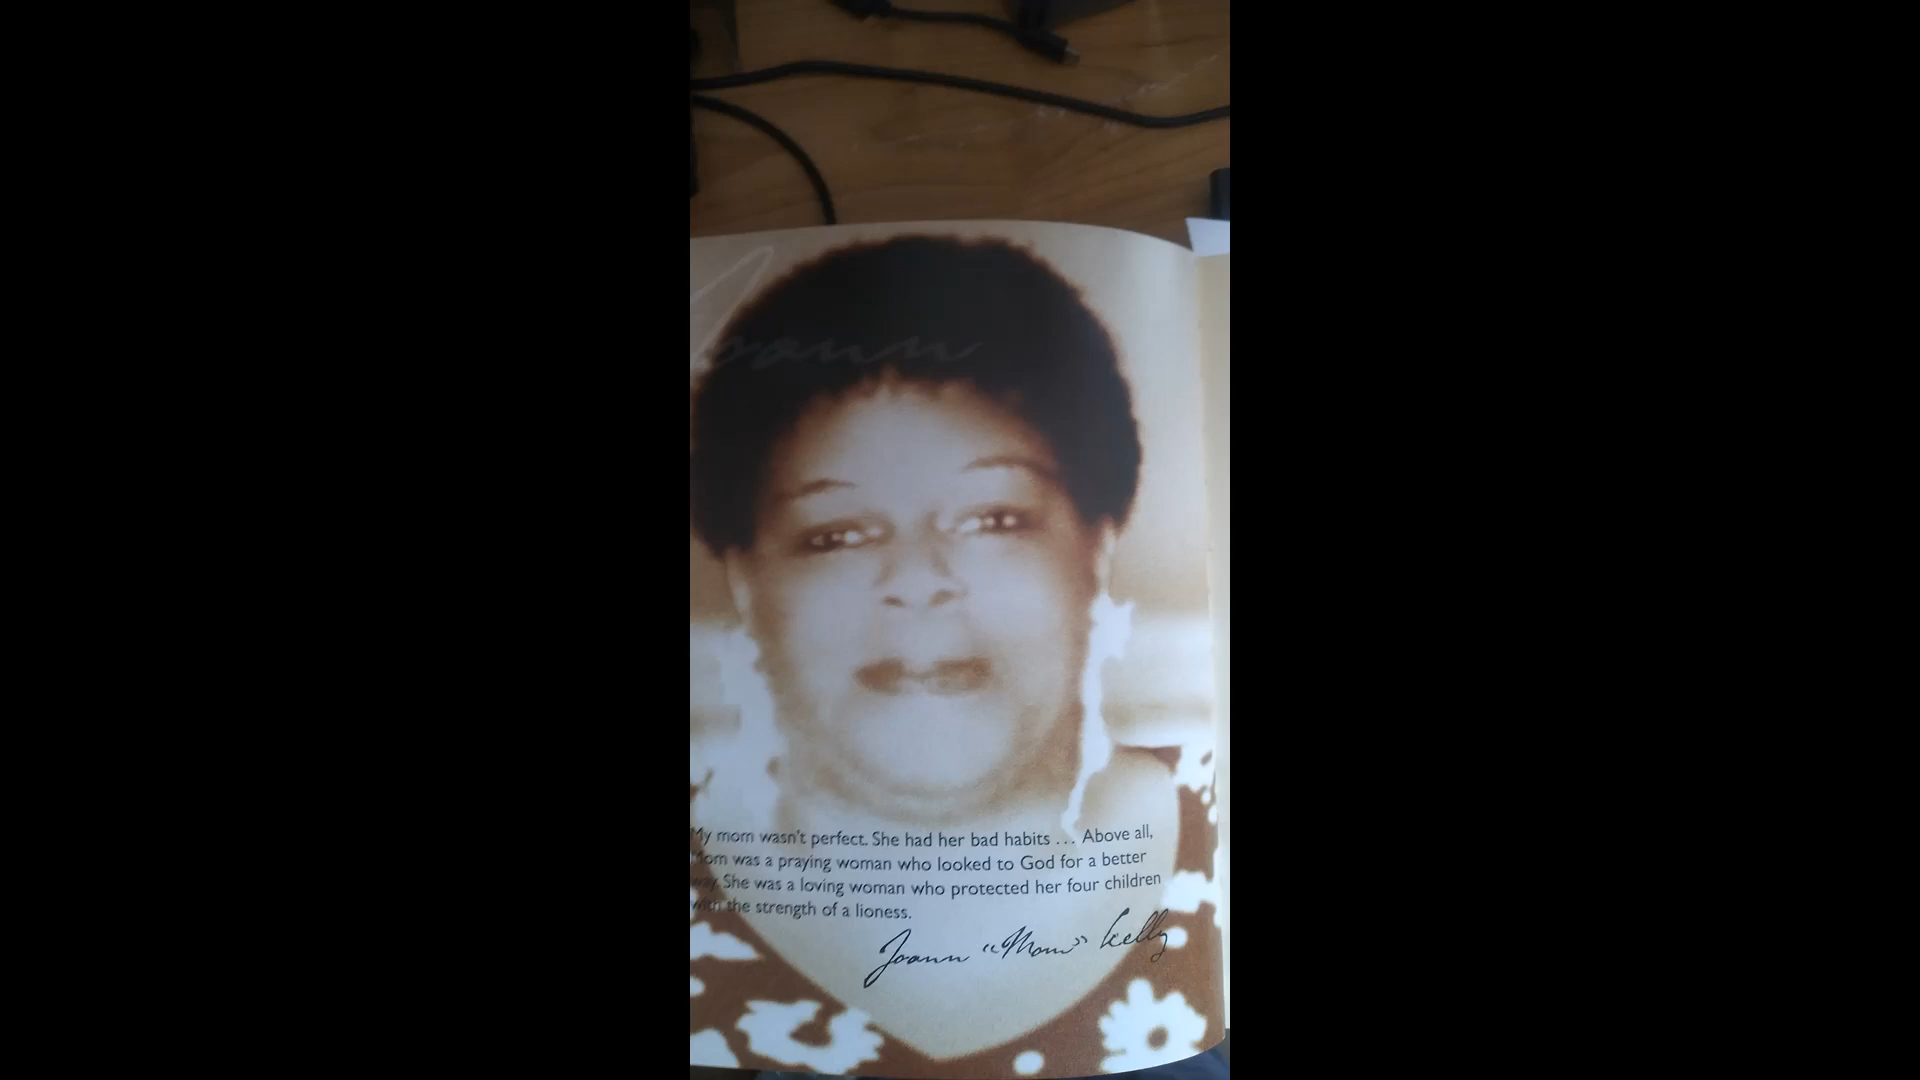 Joann
My mom wasn't perfect. She had her bad habits ... Above all,
Mom was a praying woman who looked to God for a better
way. She was a loving woman who protected her four children
with the strength of a lioness.
Joann "Mom" Kelly